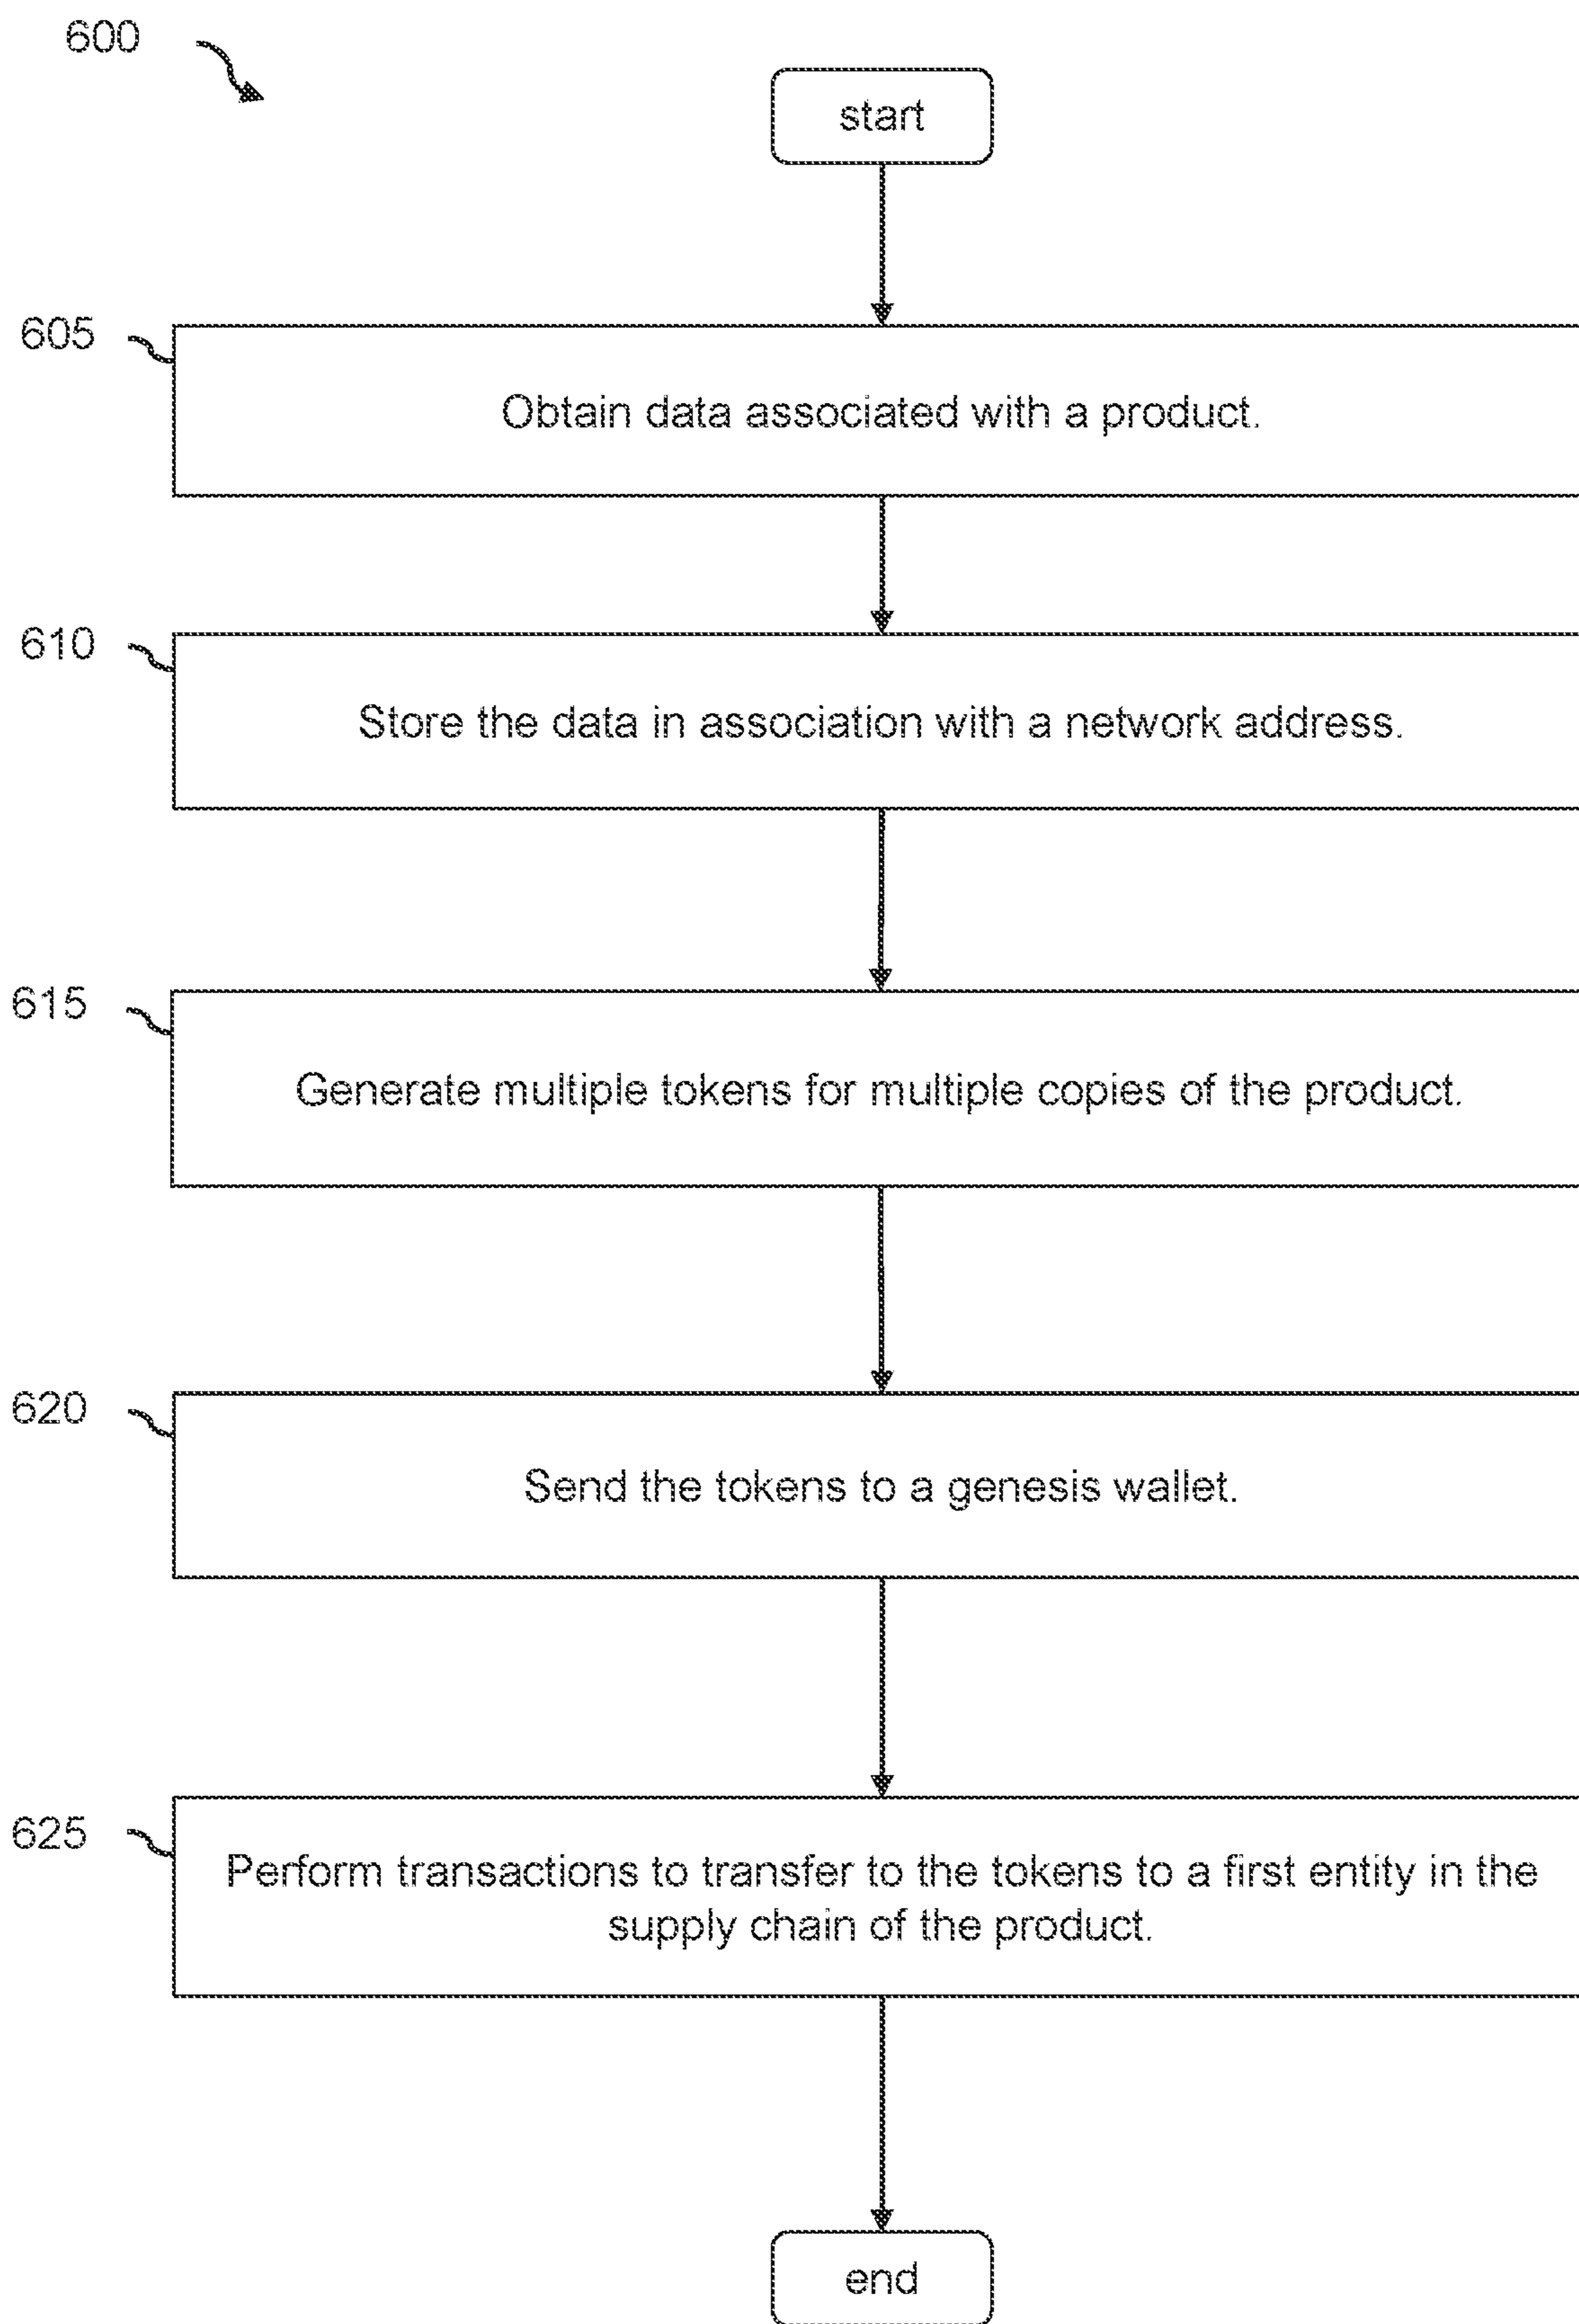 600
start
605
Obtain data associated with a product.
610
Store the data in association with a network address.
615
Generate multiple tokens for multiple copies of the product.
620
Send the tokens to a genesis wallet.
625
Perform transactions to transfer to the tokens to a first entity in the
supply chain of the product.
end